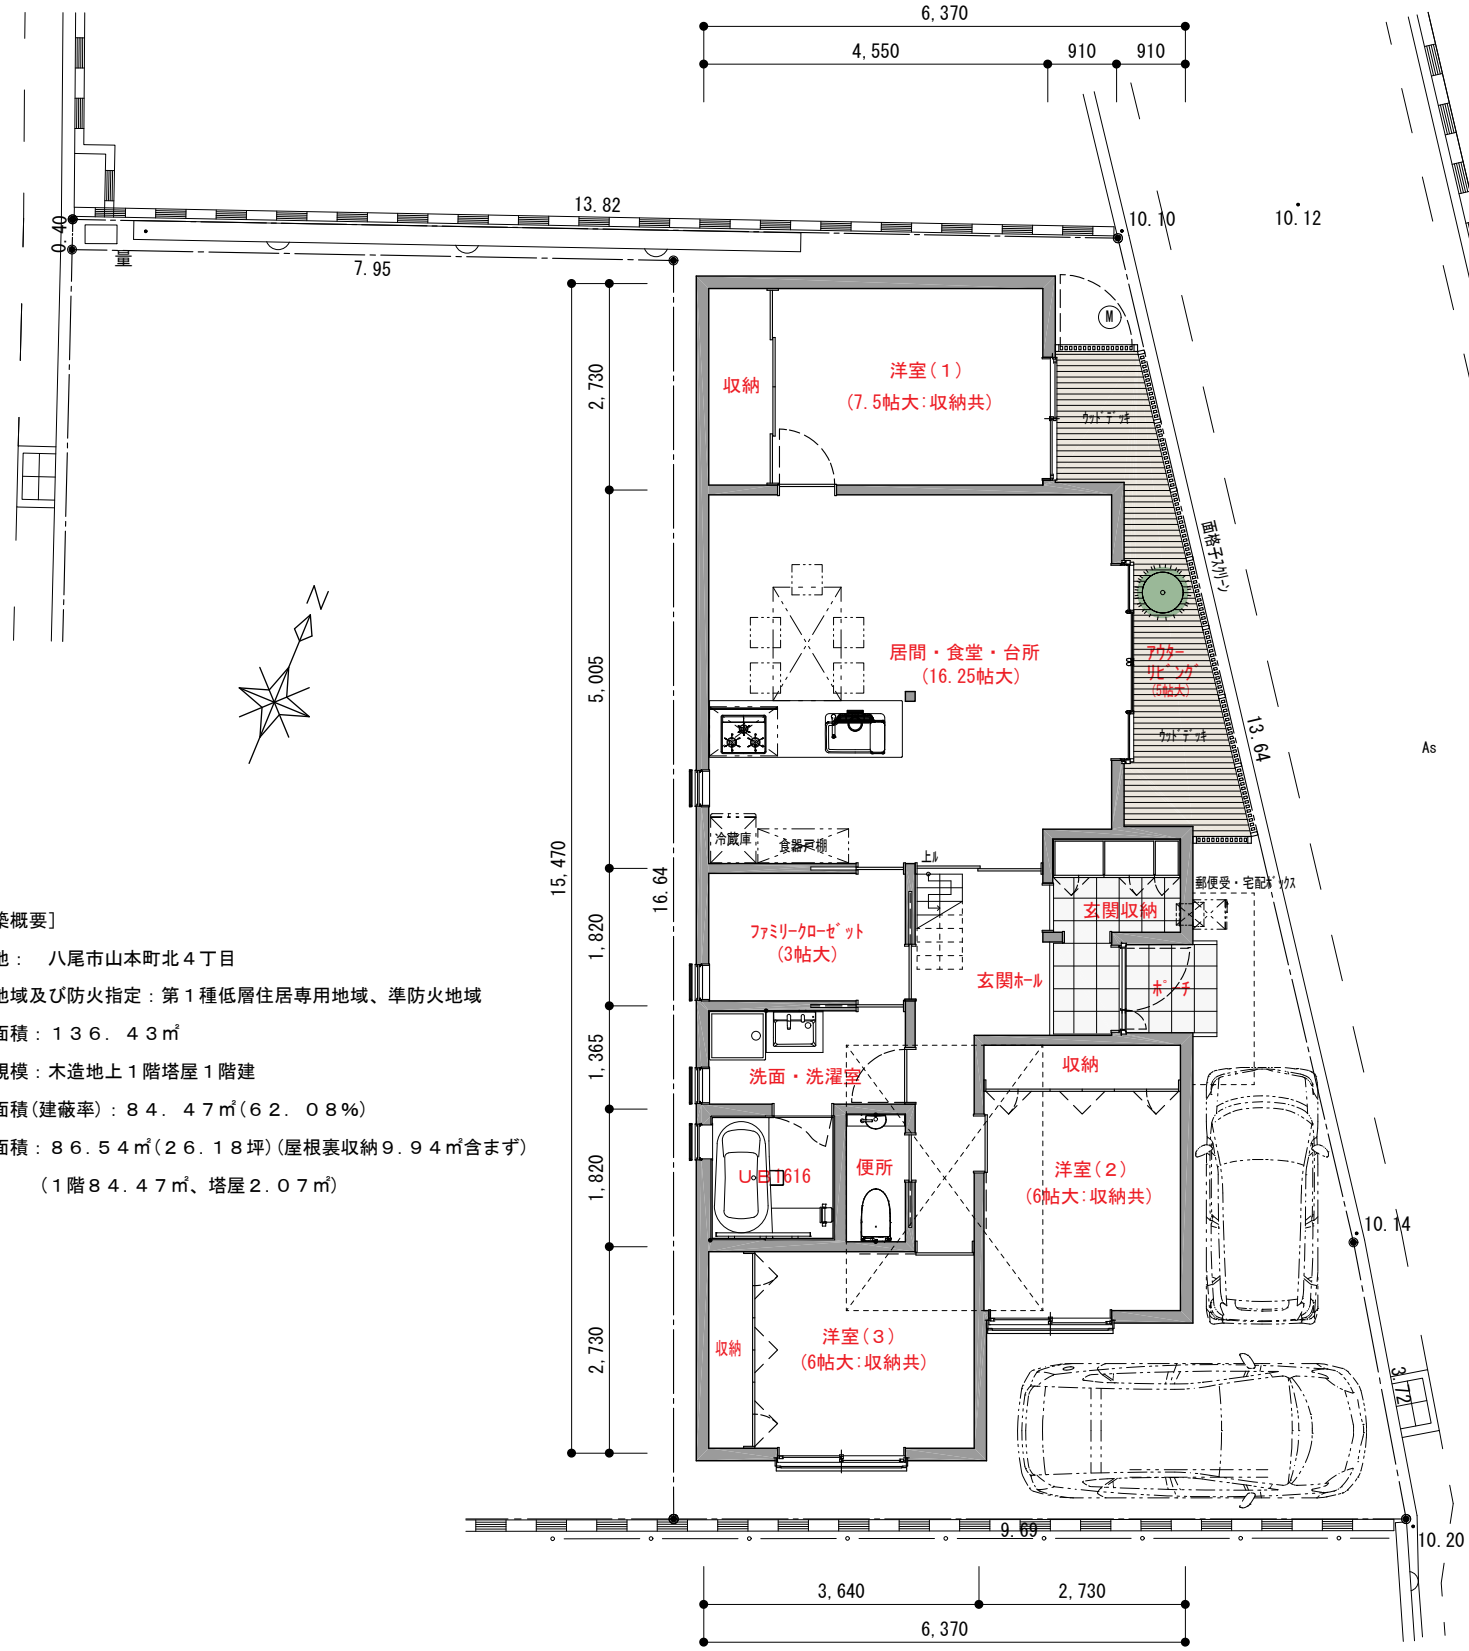 6,370
4,550
910
910
13.82
0.40
7.95
10.10
10.12
M
収納
洋室(1)
(7.5帖大:収納共)
ｳｯﾄﾞﾃﾞｯｷ
2,730
面格子ｽｸﾘｰﾝ
N
居間・食堂・台所
(16.25帖大)
ｱｳﾀｰ
ﾘﾋﾞﾝｸﾞ
(5帖大)
ｳｯﾄﾞﾃﾞｯｷ
13.64
As
5,005
冷蔵庫
食器戸棚
上ﾙ
15,470
16.64
郵便受・宅配ﾎﾞｯｸｽ
玄関収納
ﾌｧﾐﾘｰｸﾛｰｾﾞｯﾄ
(3帖大)
1,820
玄関ﾎｰﾙ
ﾎﾟｰﾁ
築概要］
地： 八尾市山本町北４丁目
地域及び防火指定：第１種低層住居専用地域、準防火地域
面積：１３６．４３㎡
規模：木造地上１階塔屋１階建
面積(建蔽率)：８４．４７㎡(６２．０８%)
面積：８６.５４㎡(２６.１８坪)(屋根裏収納９.９４㎡含まず)
(１階８４.４７㎡、塔屋２.０７㎡)
1,365
洗面・洗濯室
収納
1,820
ＵＢ1616
便所
洋室(2)
(6帖大:収納共)
10.14
2,730
収納
洋室(3)
(6帖大:収納共)
3.72
9.69
10.20
3,640
2,730
6,370